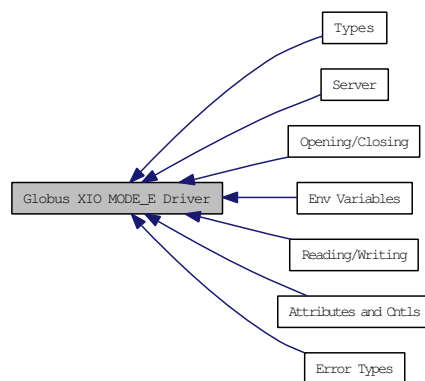 Types
Server
Opening/Closing
Globus XIO MODE_E Driver
Env Variables
Reading/Writing
Attributes and Cntls
Error Types